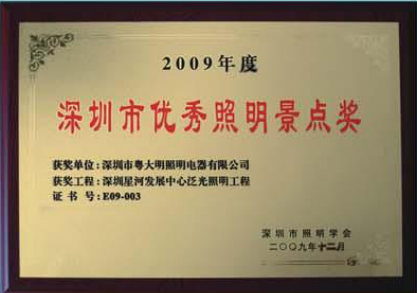 2009年度
深圳市优秀照明景点奖
获奖单位:深圳市粤大明照明电器有限公司
获奖工程:深圳星河发展中心泛光照明工程
证书号:E09-003
深圳市照明学会
二〇〇九年十二月